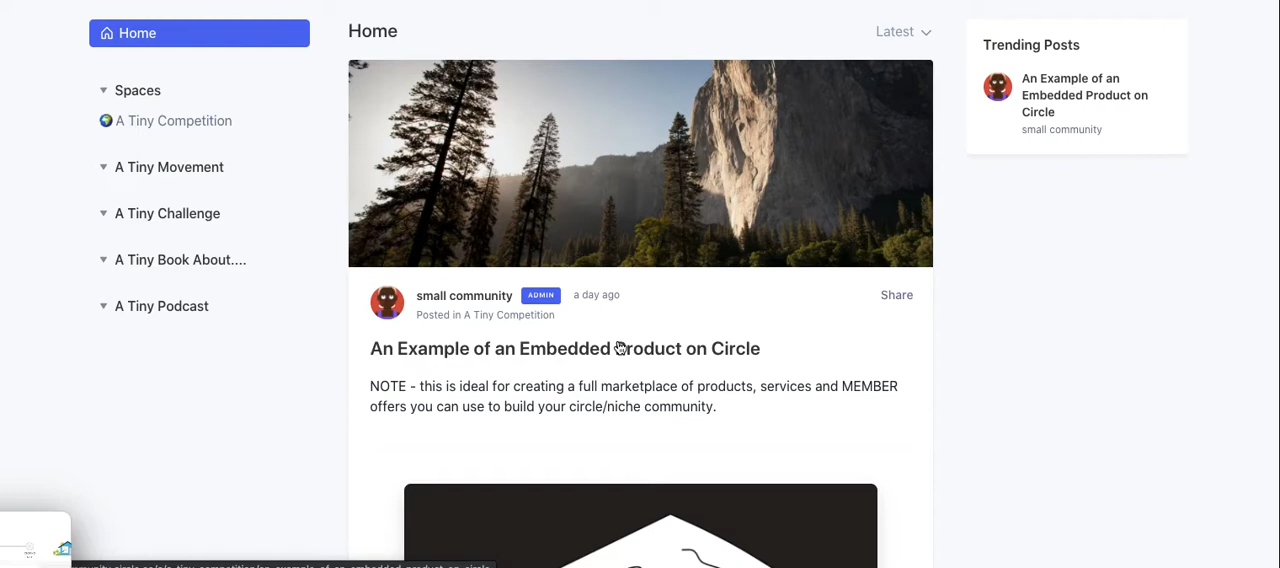 Home
Spaces
A Tiny Competition
A Tiny Movement
A Tiny Challenge
A Tiny Book About....
A Tiny Podcast
Home
Latest
small community ADMIN a day ago
Share
Posted in A Tiny Competition
An Example of an Embedded Product on Circle
NOTE - this is ideal for creating a full marketplace of products, services and MEMBER
offers you can use to build your circle/niche community.
Trending Posts
An Example of an
Embedded Product on
Circle
small community